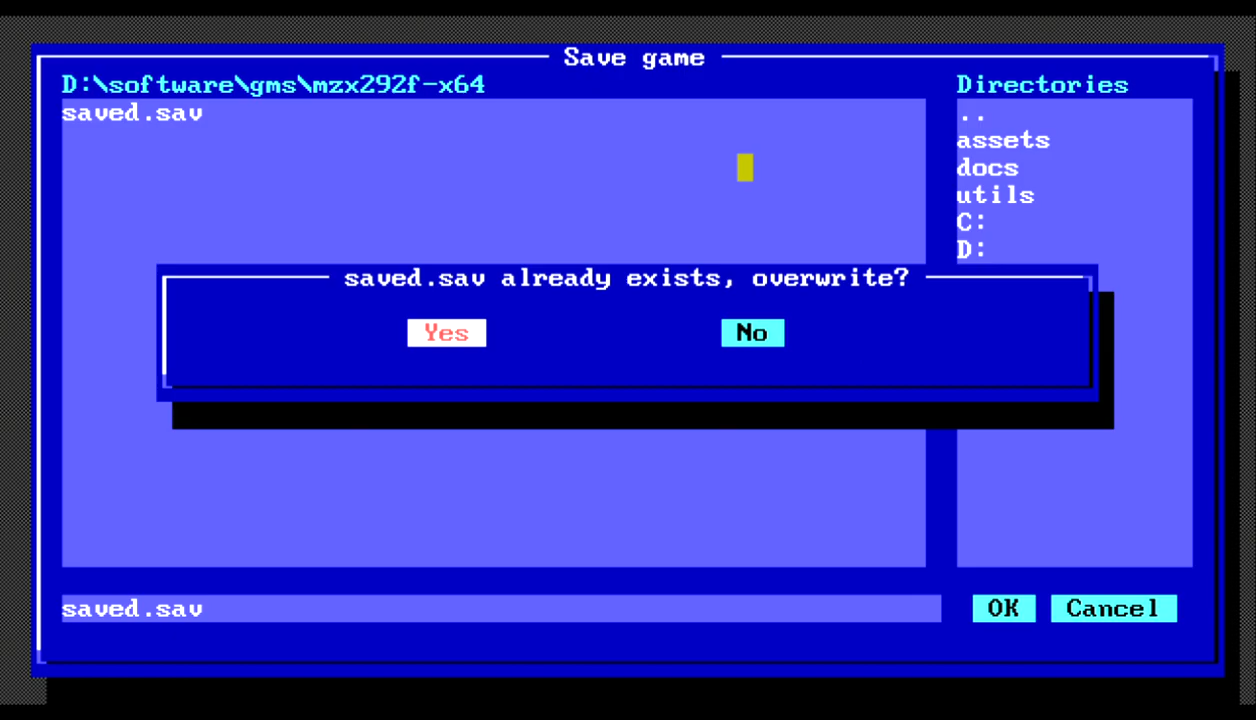 Save game
D:\software\gms\mzx292f-x64
Directories
saved.sav
..
assets
docs
utils
C:
D:
saved.sav already exists, overwrite?
Yes
No
saved.sav
OK
Cancel